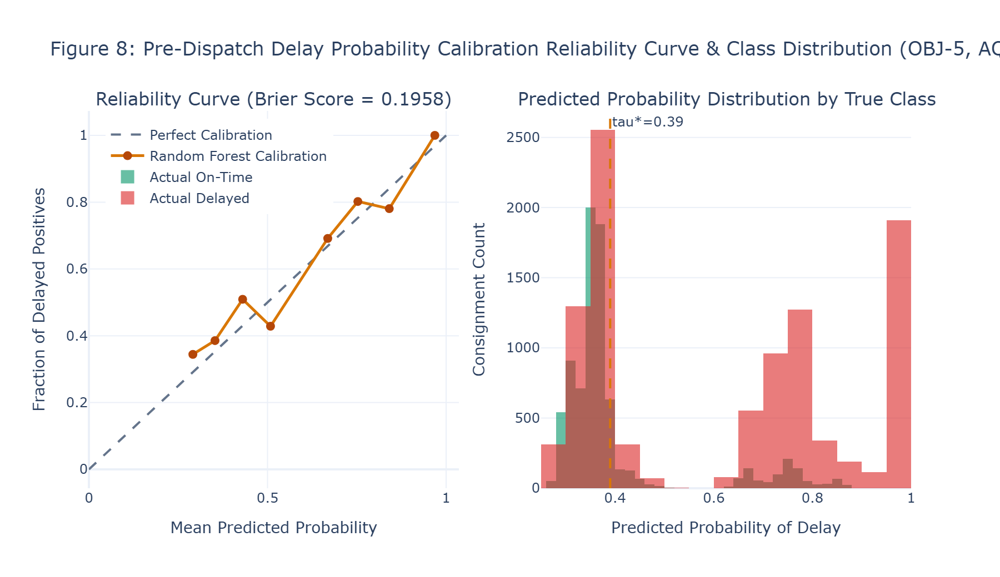 Figure 8: Pre-Dispatch Delay Probability Calibration Reliability Curve & Class Distribution (OBJ-5, AQ
Reliability Curve (Brier Score = 0.1958)
Perfect Calibration
Random Forest Calibration
Actual On-Time
Actual Delayed
Fraction of Delayed Positives
1
0.8
0.6
0.4
0.2
0
0
0.5
1
Mean Predicted Probability
Predicted Probability Distribution by True Class
tau*=0.39
Consignment Count
2500
2000
1500
1000
500
0
0.4
0.6
0.8
1
Predicted Probability of Delay